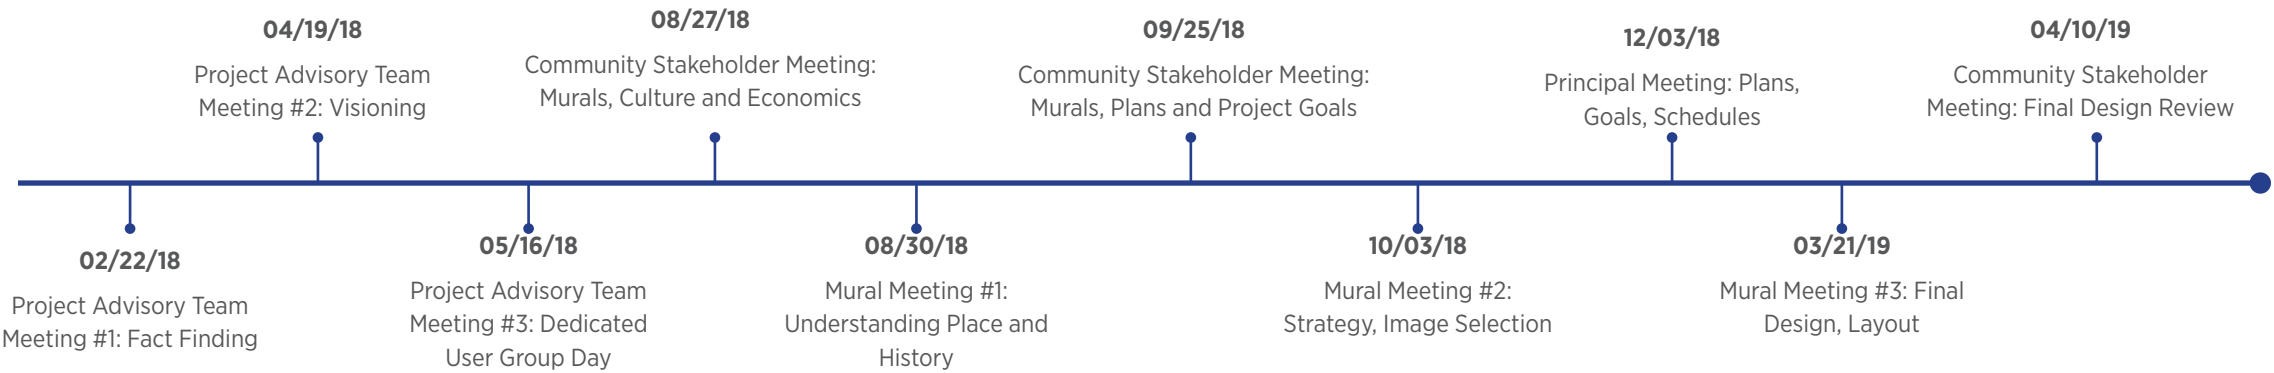 04/19/18
Project Advisory Team
Meeting #2: Visioning
08/27/18
Community Stakeholder Meeting:
Murals, Culture and Economics
09/25/18
Community Stakeholder Meeting:
Murals, Plans and Project Goals
12/03/18
Principal Meeting: Plans,
Goals, Schedules
04/10/19
Community Stakeholder
Meeting: Final Design Review
02/22/18
Project Advisory Team
Meeting #1: Fact Finding
05/16/18
Project Advisory Team
Meeting #3: Dedicated
User Group Day
08/30/18
Mural Meeting #1:
Understanding Place and
History
10/03/18
Mural Meeting #2:
Strategy, Image Selection
03/21/19
Mural Meeting #3: Final
Design, Layout